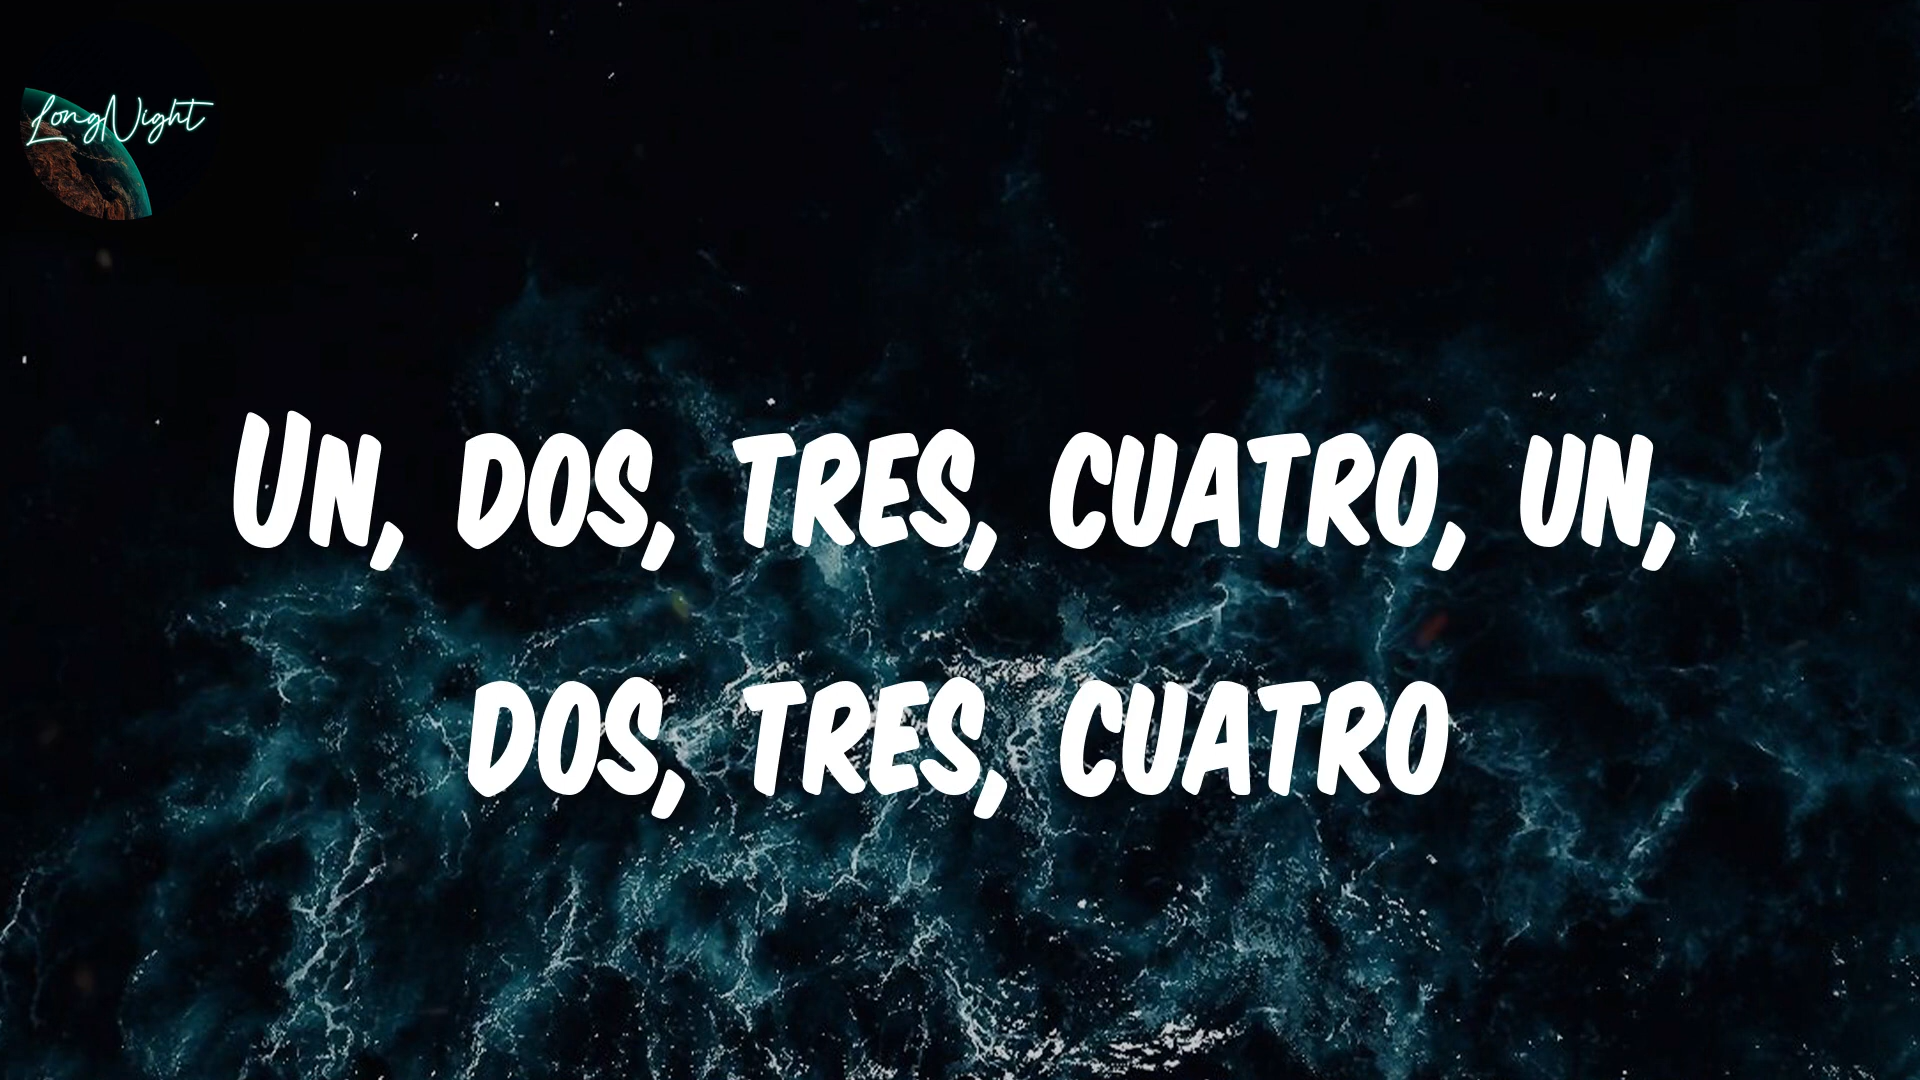 LongNight
Un, dos, tres, cuatro, un,
dos, tres, cuatro